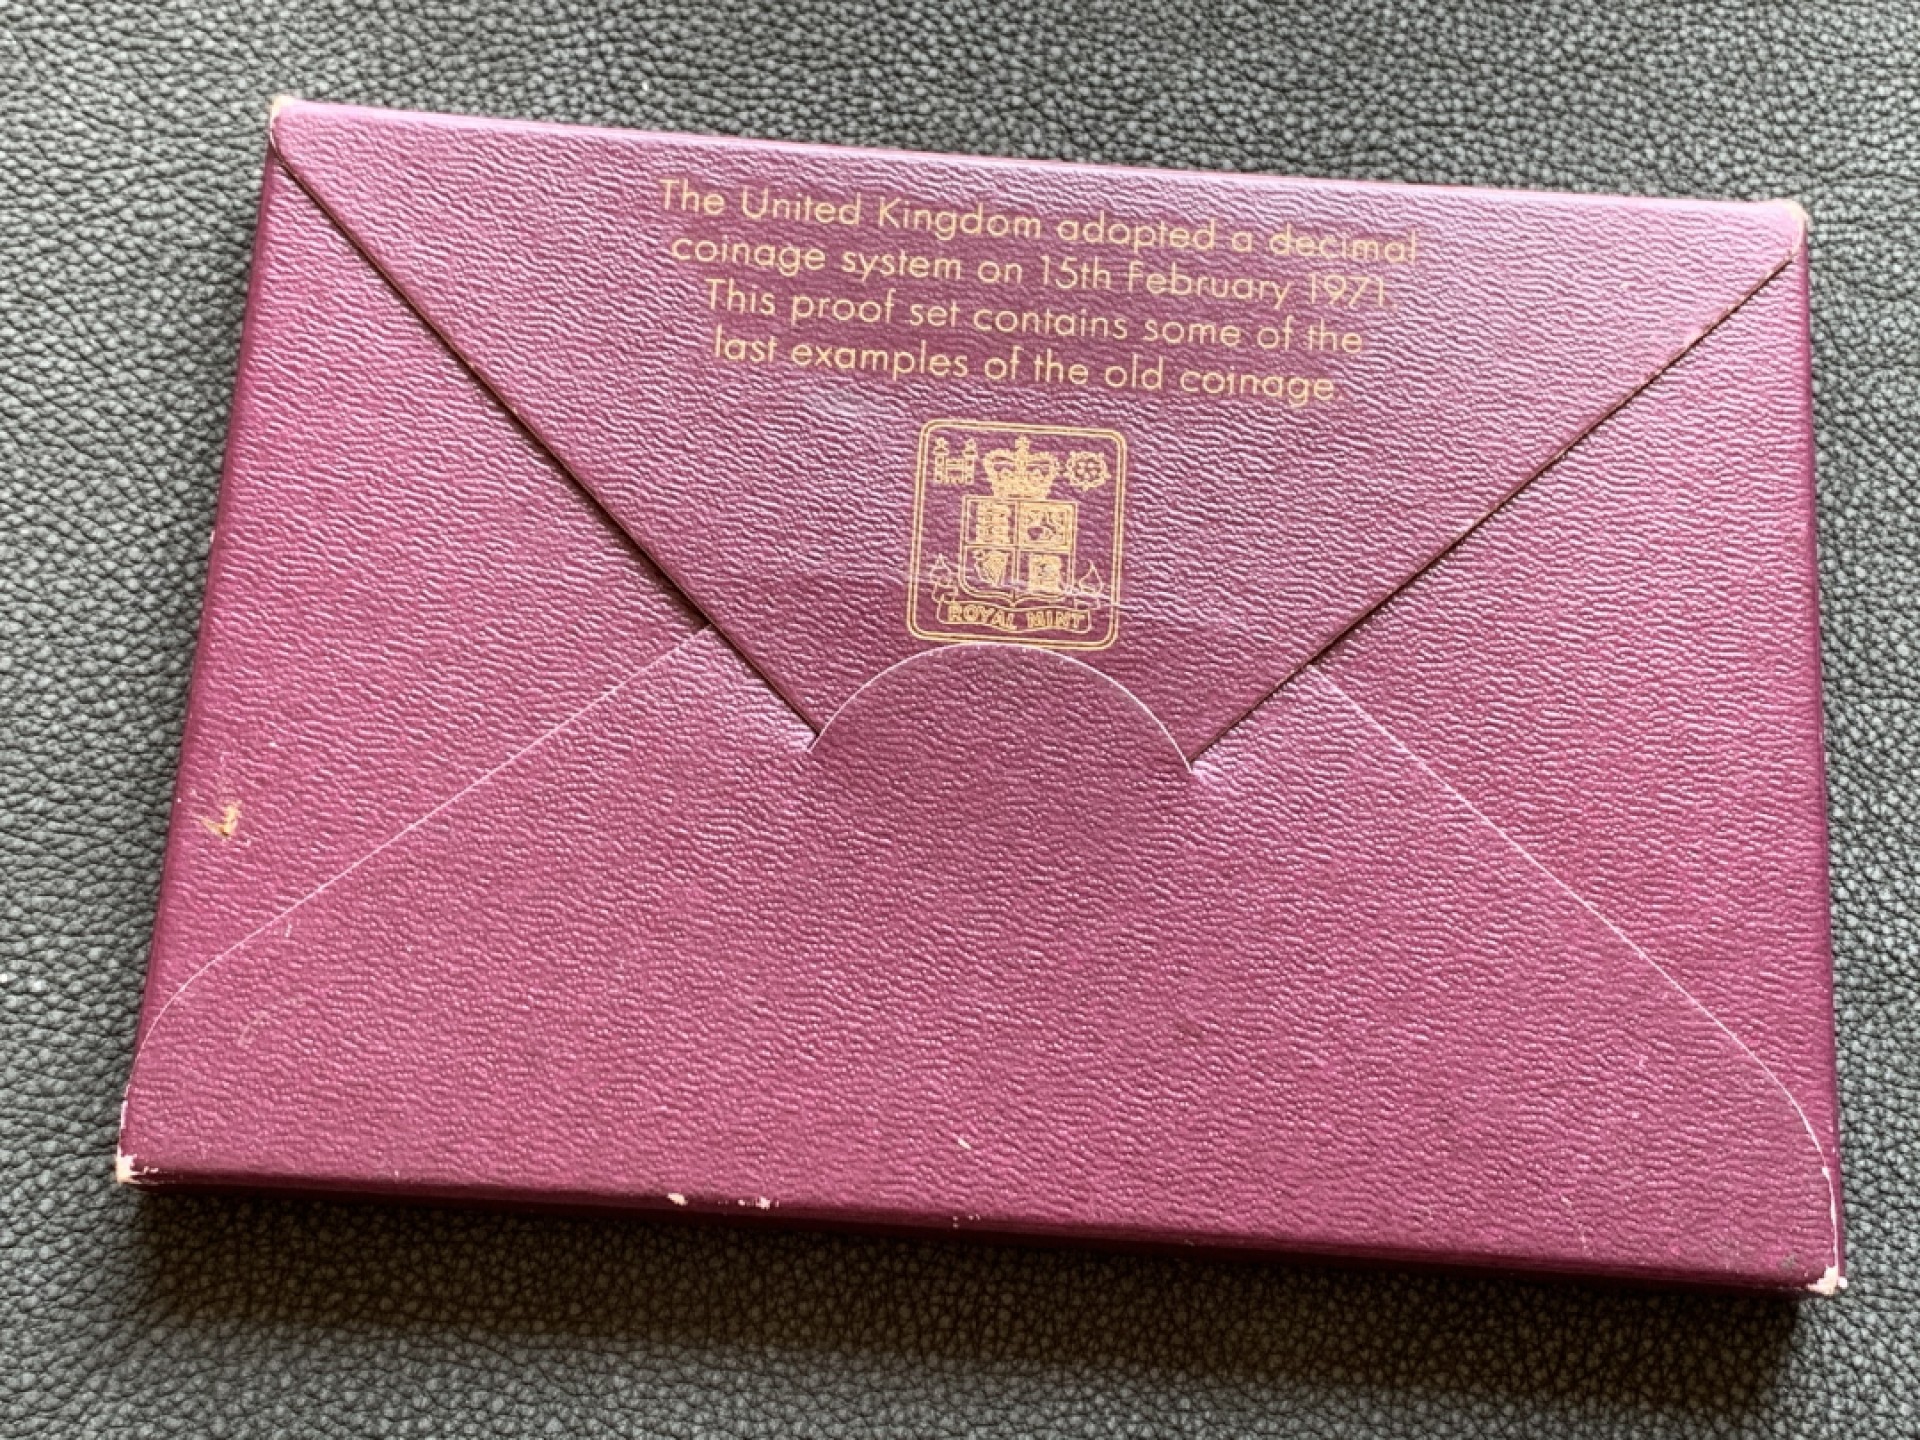 The United Kingdom adopted a decimal
coinage system on 15th February 1971.
This proof set contains some of the
last examples of the old coinage.
ROYAL MINT